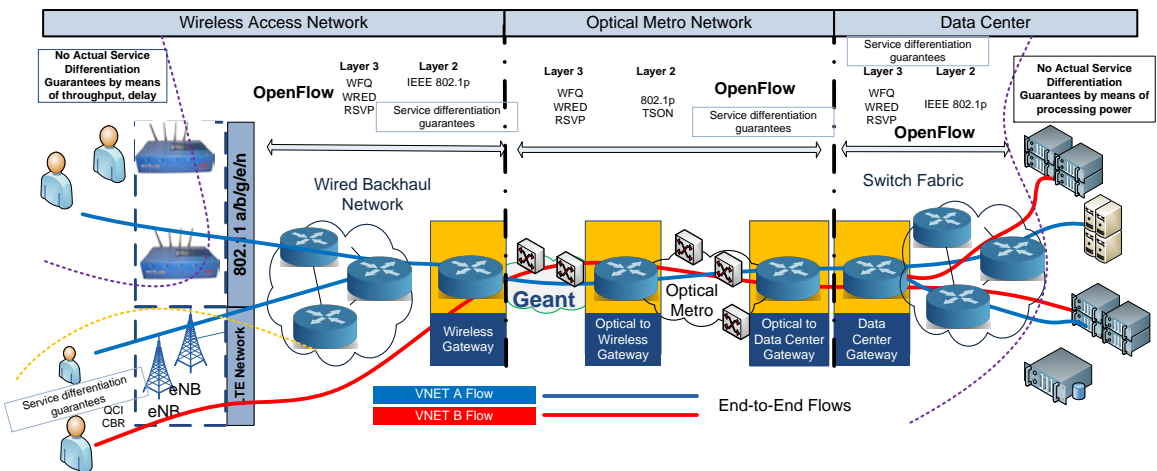 Wireless Access Network
Optical Metro Network
Data Center
No Actual Service
Differentiation
Guarantees by means
of throughput, delay
OpenFlow
Layer 3
WFQ
WRED
RSVP
Layer 2
IEEE 802.1p
Service differentiation
guarantees
Layer 3
WFQ
WRED
RSVP
Layer 2
802.1p
TSON
OpenFlow
Service differentiation
guarantees
Service differentiation
guarantees
Layer 3
WFQ
WRED
RSVP
Layer 2
IEEE 802.1p
OpenFlow
No Actual Service
Differentiation
Guarantees by means of
processing power
802.11 a/b/g/e/n
Wired Backhaul
Network
Switch Fabric
Geant
Optical
Metro
Wireless
Gateway
Optical to
Wireless
Gateway
Optical to
Data Center
Gateway
Data
Center
Gateway
LTE Network
eNB
eNB
Service differentiation
guarantees
QCI
CBR
VNET A Flow
VNET B Flow
End-to-End Flows